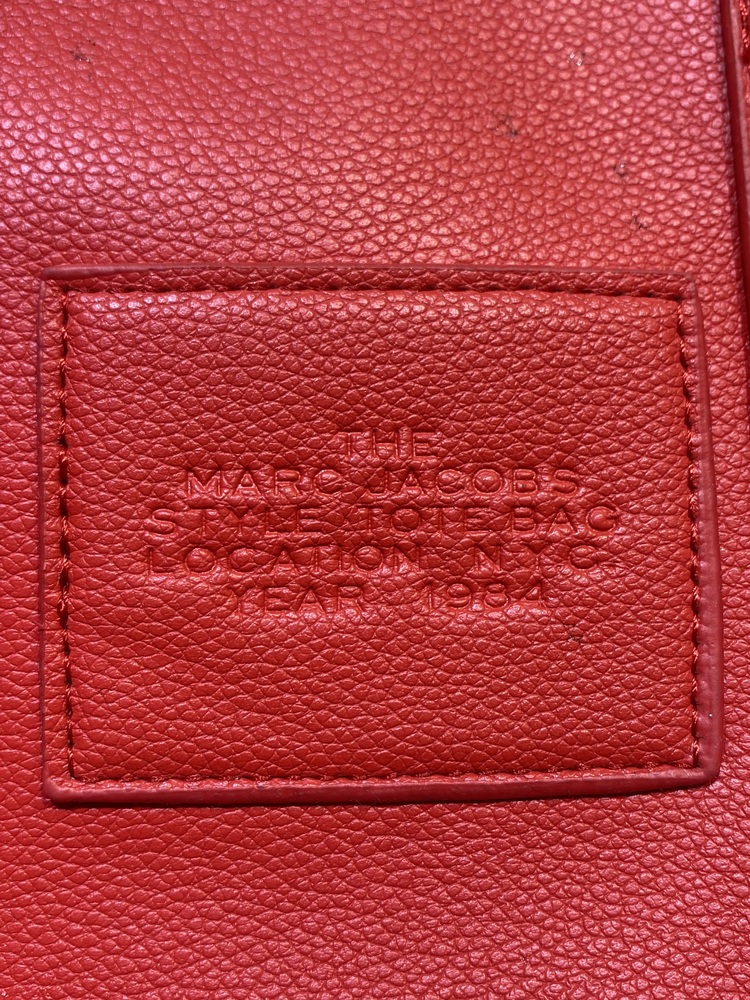 THE
MARC JACOBS
STYLE TOTE BAG
LOCATION N.Y.C.
YEAR 1984